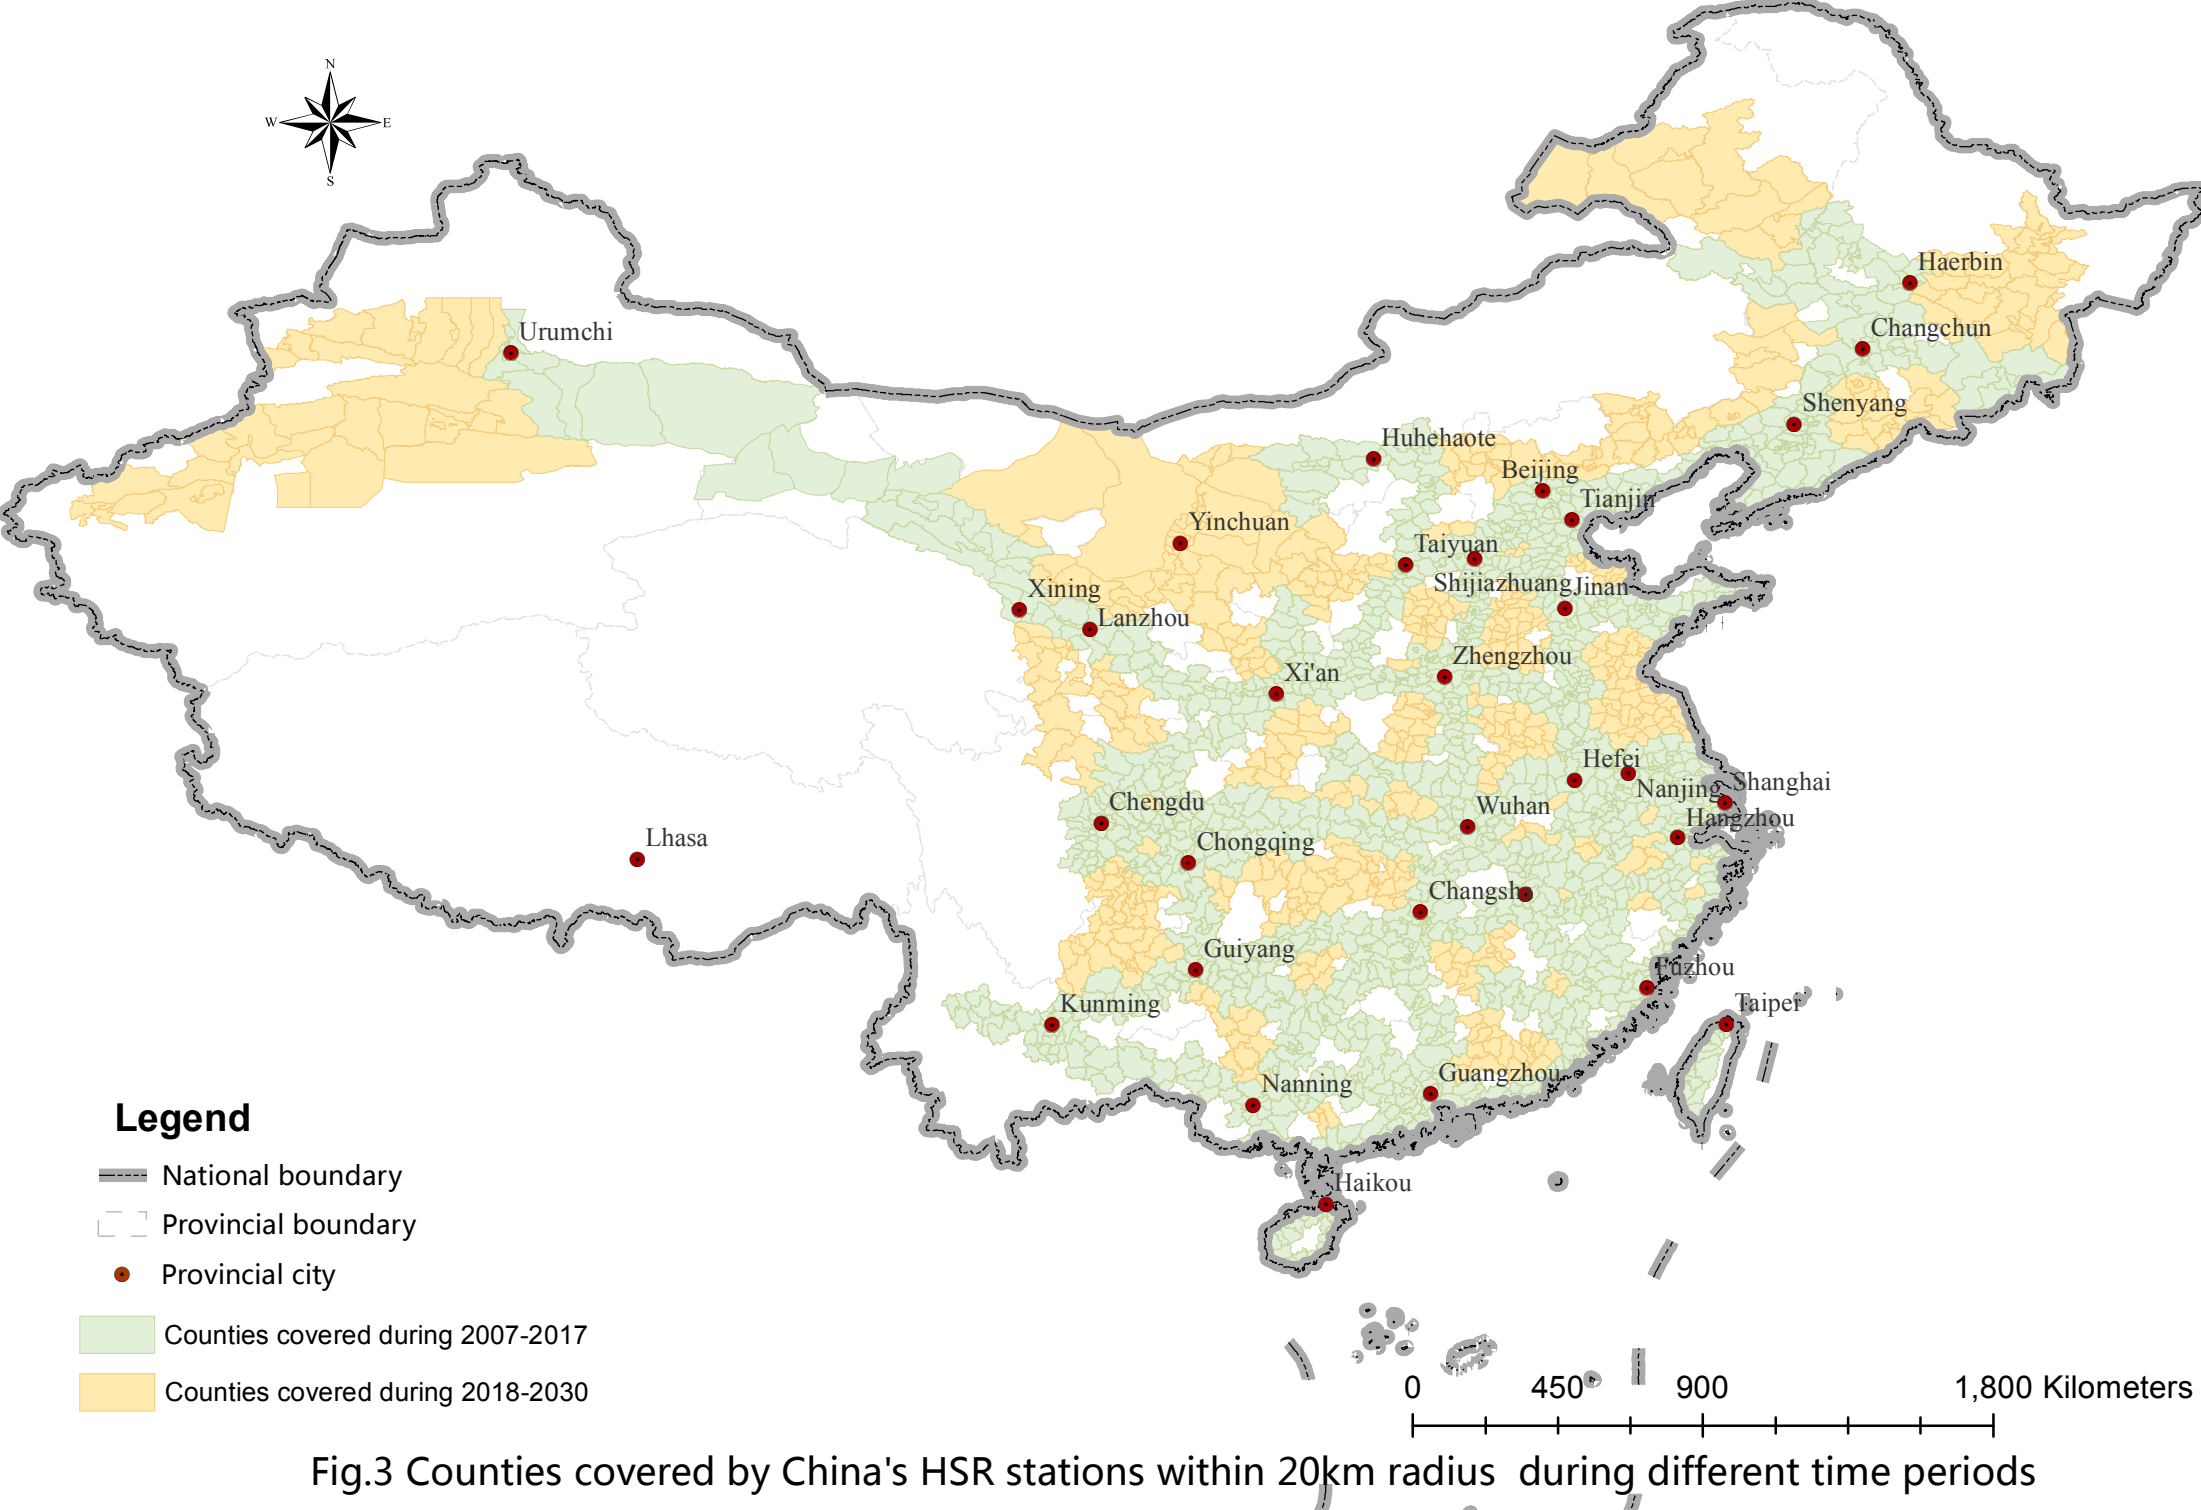 N
W E
S
Haerbin
Urumchi
Changchun
Shenyang
Huhehaote
Beijing
Tianjin
Yinchuan
Taiyuan
Shijiazhuang
Jinan
Xining
Lanzhou
Zhengzhou
Xi'an
Hefei
Nanjing
Shanghai
Chengdu
Wuhan
Hangzhou
Lhasa
Chongqing
Changsha
Guiyang
Fuzhou
Kunming
Taipei
Guangzhou
Nanning
Haikou
Legend
National boundary
Provincial boundary
Provincial city
Counties covered during 2007-2017
Counties covered during 2018-2030
0 450 900 1,800 Kilometers
Fig.3 Counties covered by China's HSR stations within 20km radius during different time periods